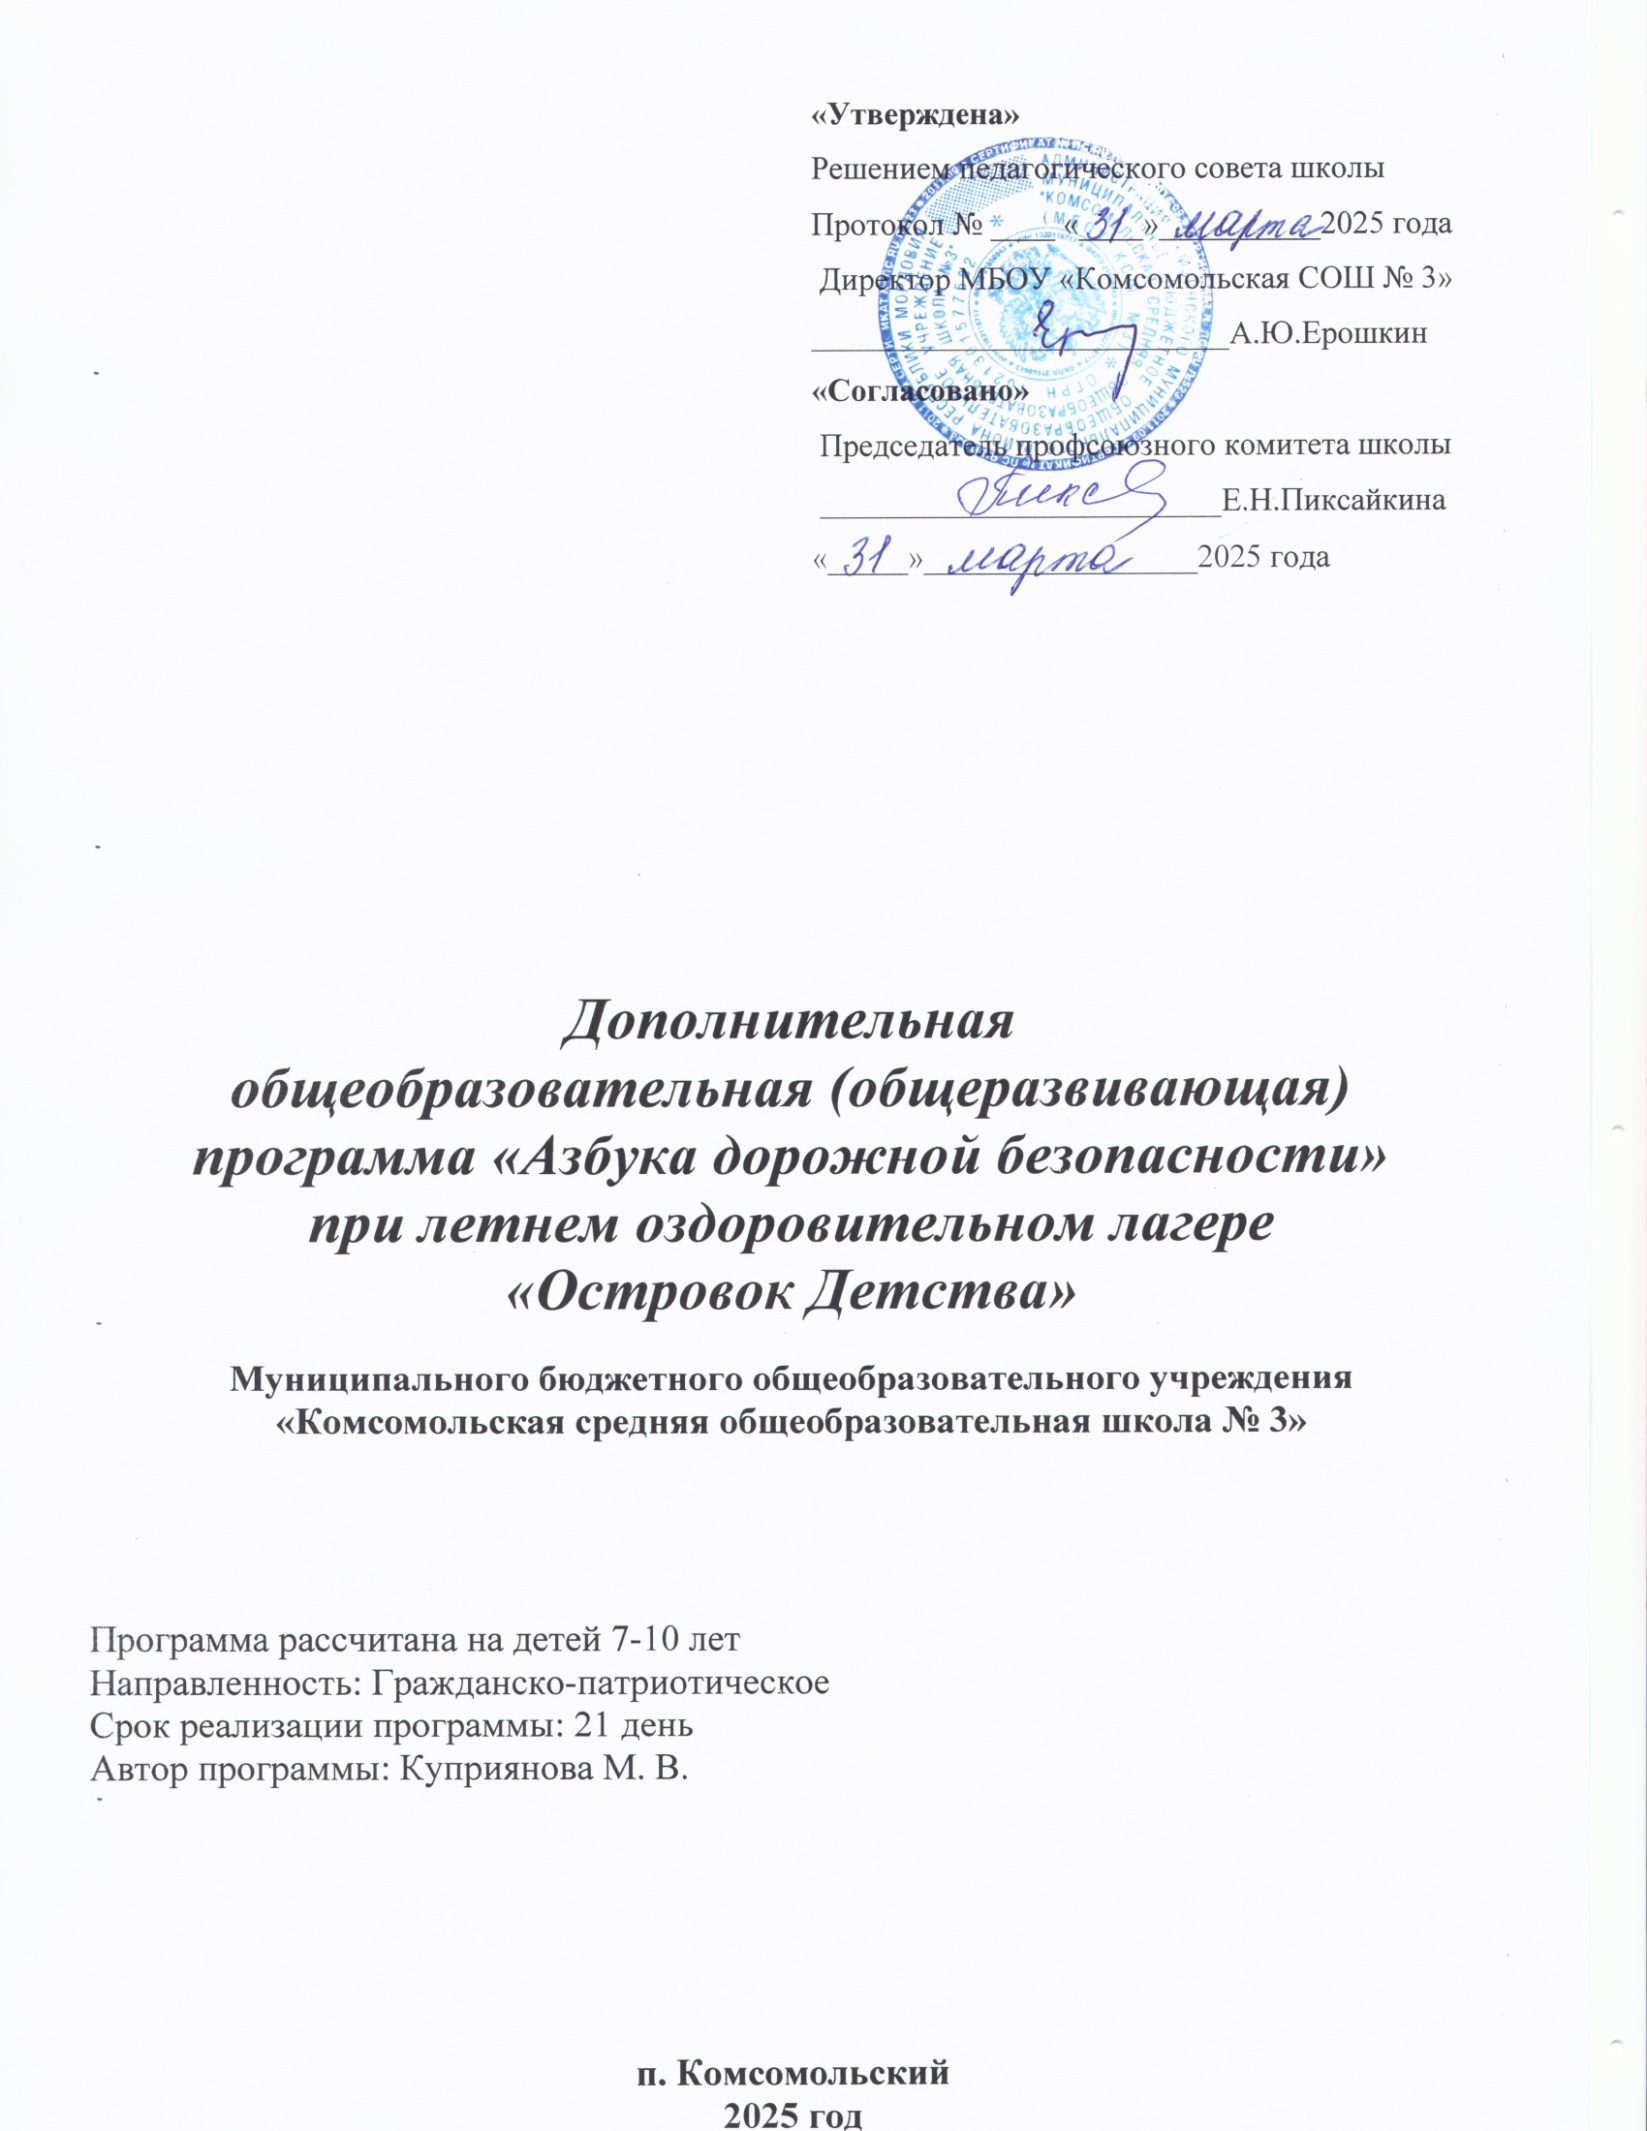 «Утверждена»
Решением педагогического совета школы
Протокол № ____ «31» марта 2025 года
Директор МБОУ «Комсомольская СОШ № 3»
__________________________А.Ю.Ерошкин
«Согласовано»
Председатель профсоюзного комитета школы
_________________________Е.Н.Пиксайкина
«31» марта 2025 года
Дополнительная
общеобразовательная (общеразвивающая)
программа «Азбука дорожной безопасности»
при летнем оздоровительном лагере
«Островок Детства»
Муниципального бюджетного общеобразовательного учреждения
«Комсомольская средняя общеобразовательная школа № 3»
Программа рассчитана на детей 7-10 лет
Направленность: Гражданско-патриотическое
Срок реализации программы: 21 день
Автор программы: Куприянова М. В.
п. Комсомольский
2025 год